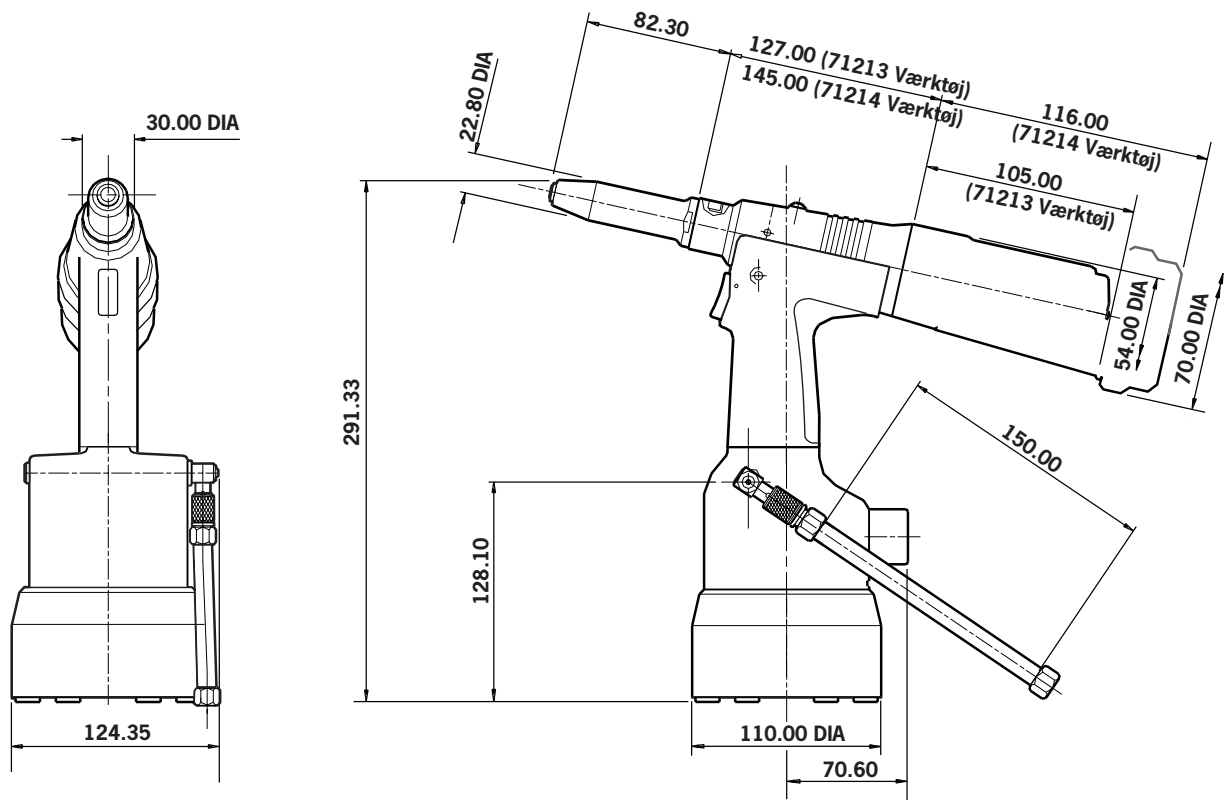 82.30
127.00 (71213 Værktøj)
145.00 (71214 Værktøj)
116.00
(71214 Værktøj)
105.00
(71213 Værktøj)
22.80 DIA
30.00 DIA
54.00 DIA
70.00 DIA
291.33
150.00
128.10
124.35
110.00 DIA
70.60